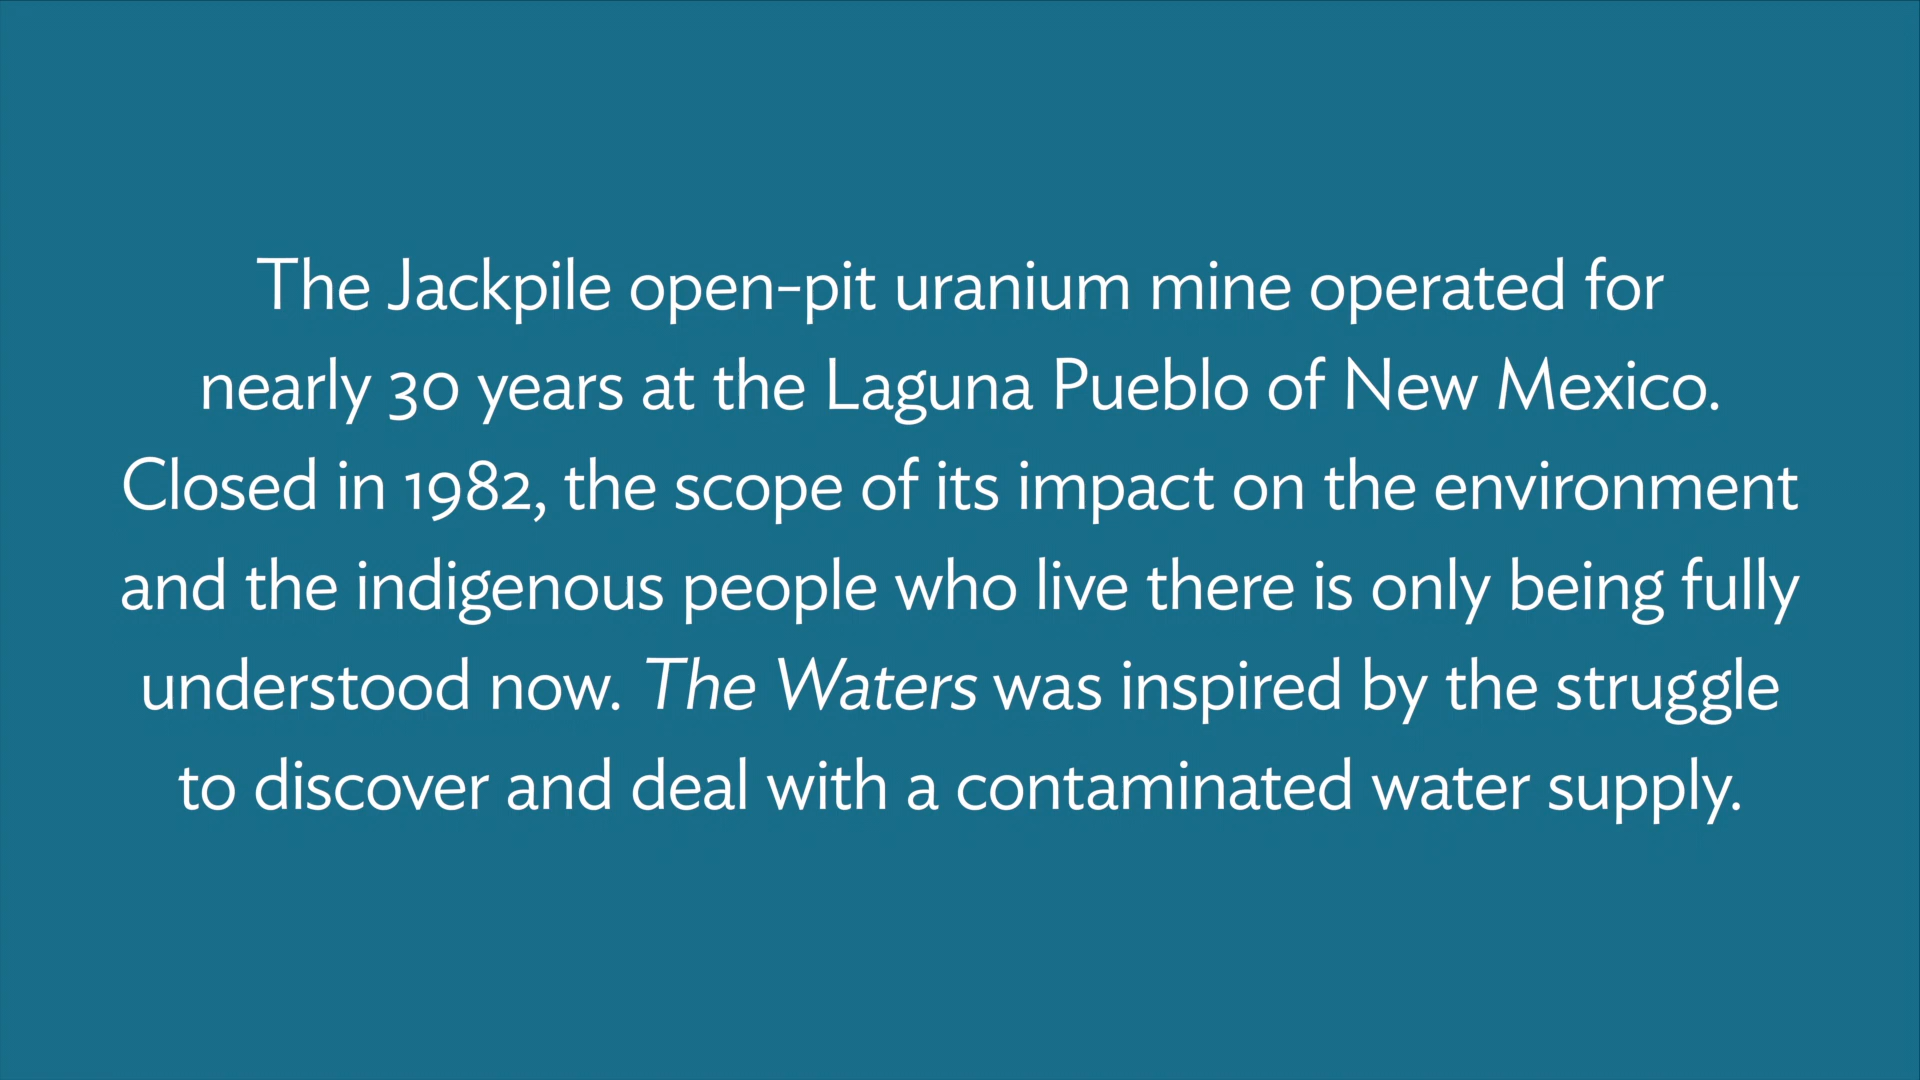 The Jackpile open-pit uranium mine operated for
nearly 30 years at the Laguna Pueblo of New Mexico.
Closed in 1982, the scope of its impact on the environment
and the indigenous people who live there is only being fully
understood now. The Waters was inspired by the struggle
to discover and deal with a contaminated water supply.